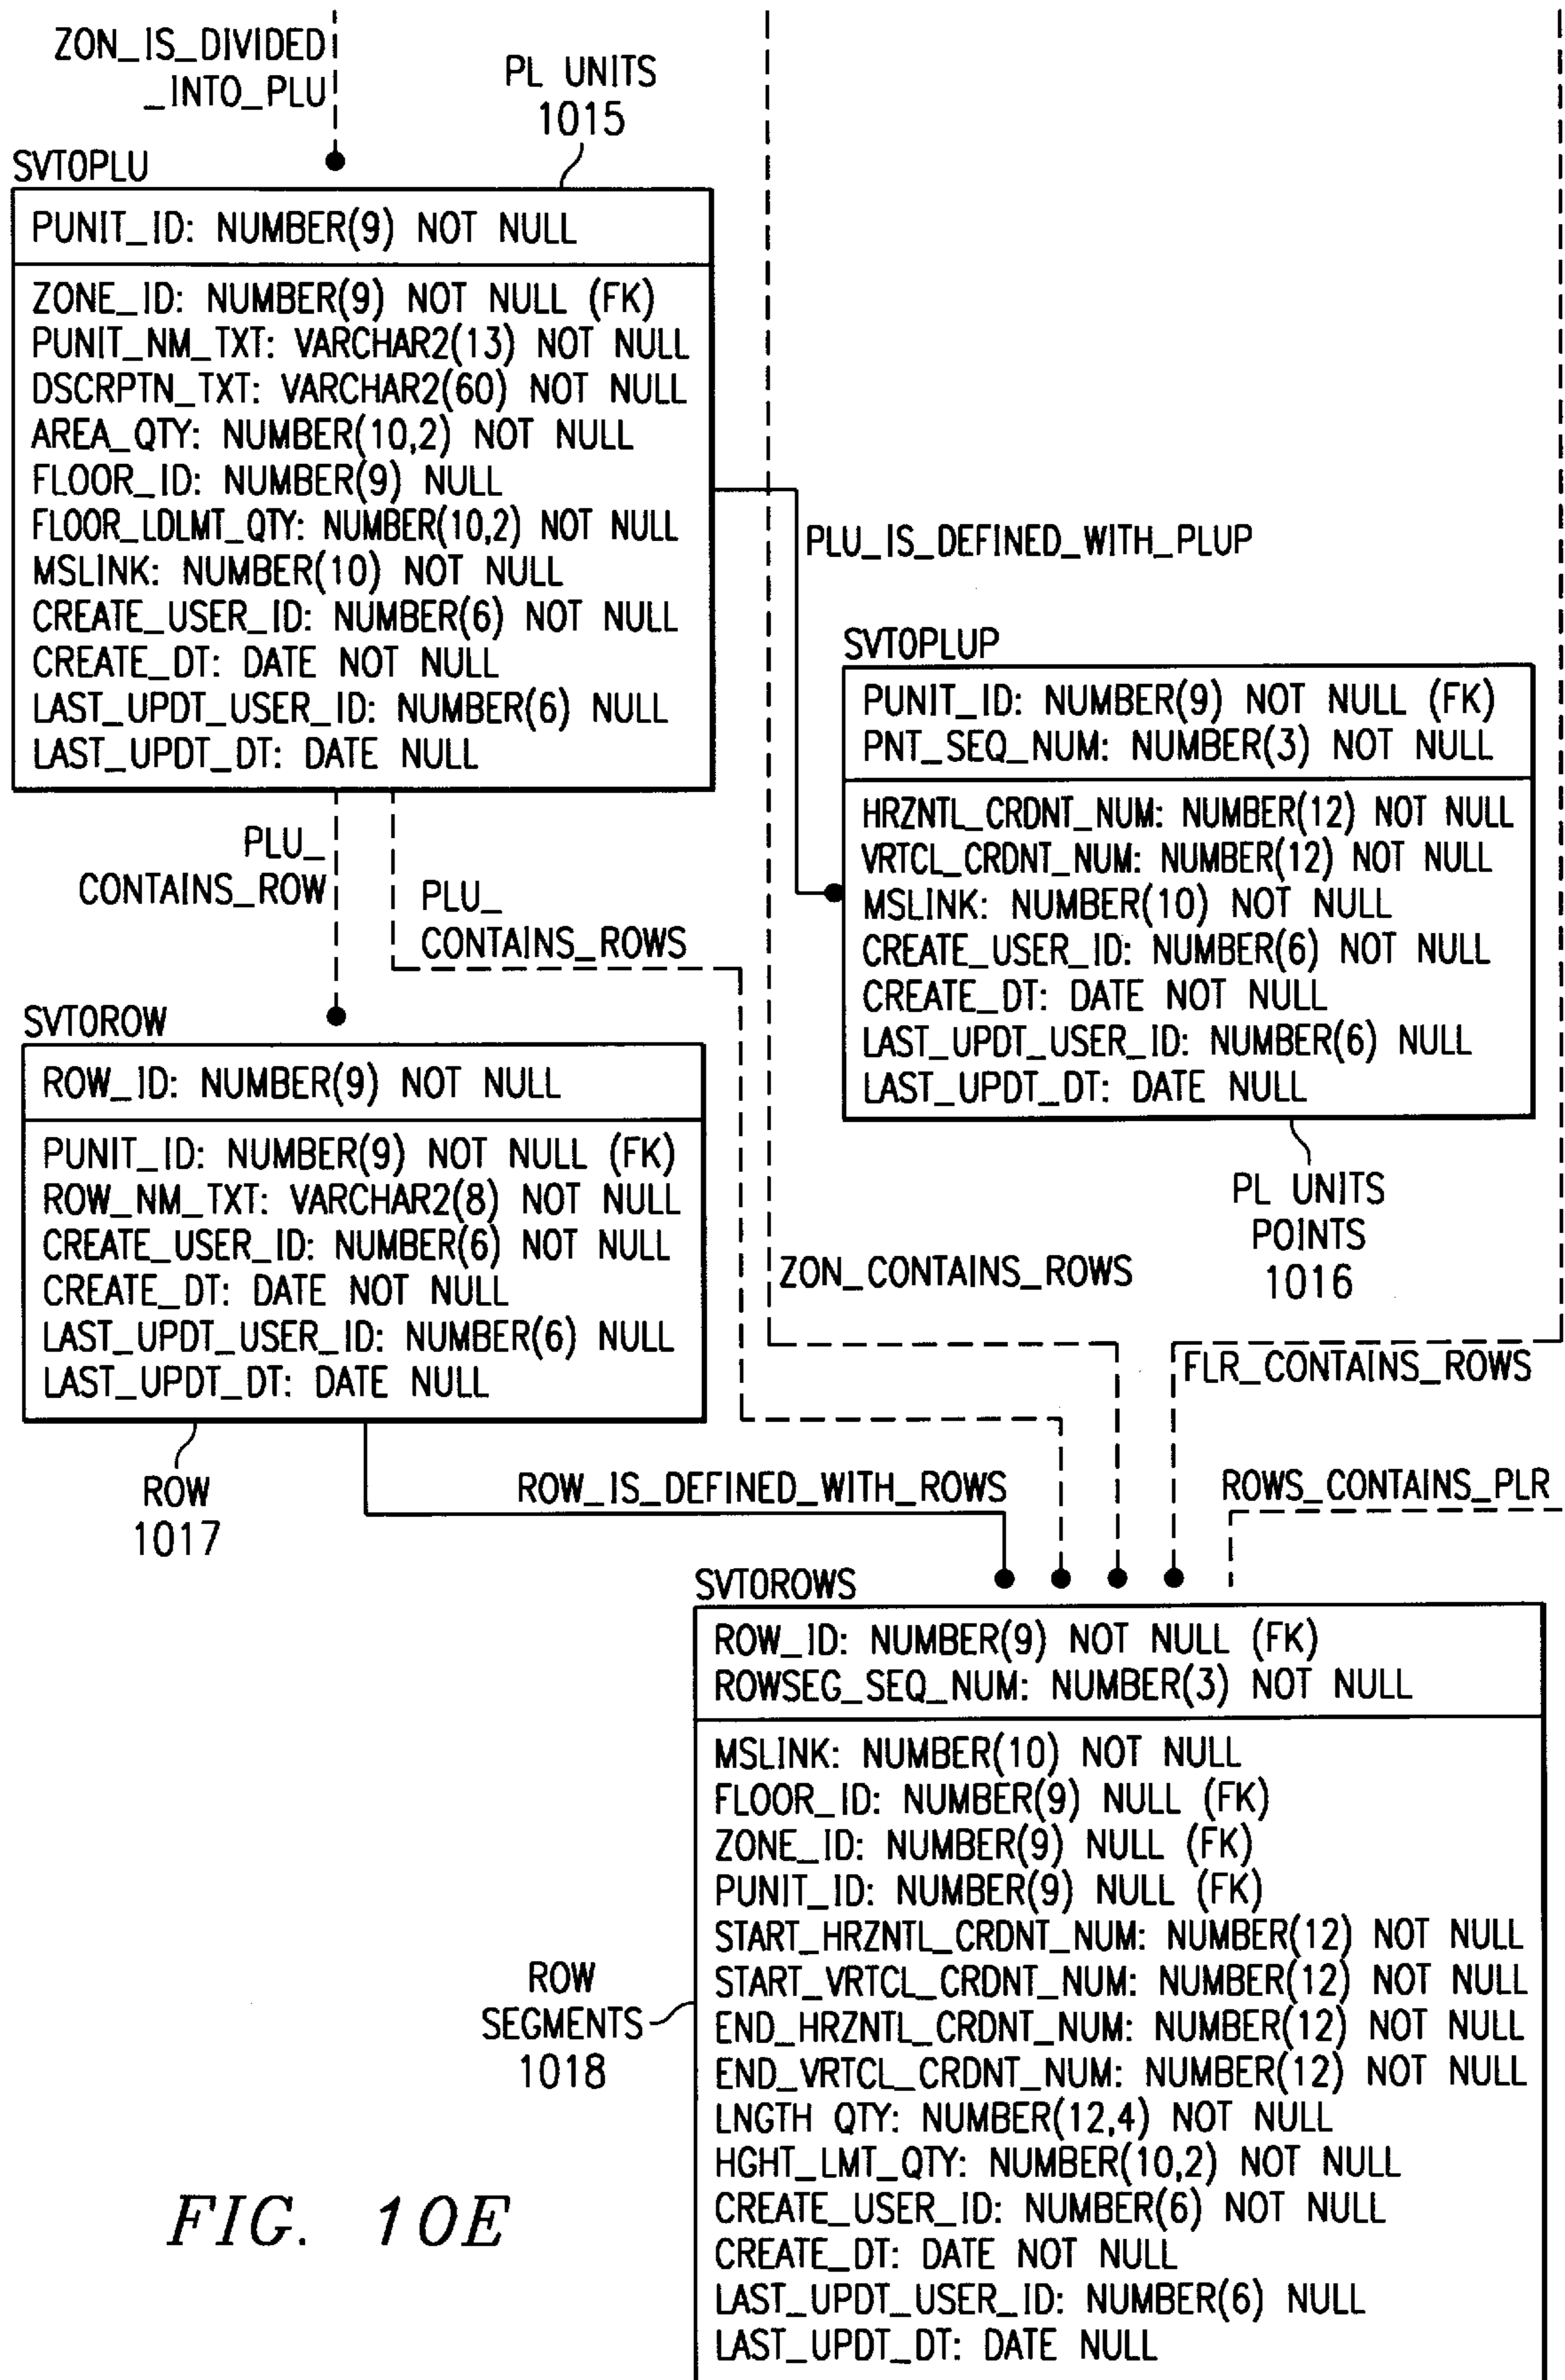 ZON_IS_DIVIDED
_INTO_PLU
PL UNITS
1015
SVTOPLU
PUNIT_ID: NUMBER(9) NOT NULL
ZONE_ID: NUMBER(9) NOT NULL (FK)
PUNIT_NM_TXT: VARCHAR2(13) NOT NULL
DSCRPTN_TXT: VARCHAR2(60) NOT NULL
AREA_QTY: NUMBER(10,2) NOT NULL
FLOOR_ID: NUMBER(9) NULL
FLOOR_LDLMT_QTY: NUMBER(10,2) NOT NULL
MSLINK: NUMBER(10) NOT NULL
CREATE_USER_ID: NUMBER(6) NOT NULL
CREATE_DT: DATE NOT NULL
LAST_UPDT_USER_ID: NUMBER(6) NULL
LAST_UPDT_DT: DATE NULL
PLU_IS_DEFINED_WITH_PLUP
SVTOPLUP
PUNIT_ID: NUMBER(9) NOT NULL (FK)
PNT_SEQ_NUM: NUMBER(3) NOT NULL
HRZNTL_CRDNT_NUM: NUMBER(12) NOT NULL
VRTCL_CRDNT_NUM: NUMBER(12) NOT NULL
MSLINK: NUMBER(10) NOT NULL
CREATE_USER_ID: NUMBER(6) NOT NULL
CREATE_DT: DATE NOT NULL
LAST_UPDT_USER_ID: NUMBER(6) NULL
LAST_UPDT_DT: DATE NULL
PL UNITS
POINTS
1016
PLU_
CONTAINS_ROW
PLU_
CONTAINS_ROWS
SVTOROW
ROW_ID: NUMBER(9) NOT NULL
PUNIT_ID: NUMBER(9) NOT NULL (FK)
ROW_NM_TXT: VARCHAR2(8) NOT NULL
CREATE_USER_ID: NUMBER(6) NOT NULL
CREATE_DT: DATE NOT NULL
LAST_UPDT_USER_ID: NUMBER(6) NULL
LAST_UPDT_DT: DATE NULL
ROW
1017
ZON_CONTAINS_ROWS
FLR_CONTAINS_ROWS
ROW_IS_DEFINED_WITH_ROWS
ROWS_CONTAINS_PLR
SVTOROWS
ROW_ID: NUMBER(9) NOT NULL (FK)
ROWSEG_SEQ_NUM: NUMBER(3) NOT NULL
MSLINK: NUMBER(10) NOT NULL
FLOOR_ID: NUMBER(9) NULL (FK)
ZONE_ID: NUMBER(9) NULL (FK)
PUNIT_ID: NUMBER(9) NULL (FK)
START_HRZNTL_CRDNT_NUM: NUMBER(12) NOT NULL
START_VRTCL_CRDNT_NUM: NUMBER(12) NOT NULL
END_HRZNTL_CRDNT_NUM: NUMBER(12) NOT NULL
END_VRTCL_CRDNT_NUM: NUMBER(12) NOT NULL
LNGTH QTY: NUMBER(12,4) NOT NULL
HGHT_LMT_QTY: NUMBER(10,2) NOT NULL
CREATE_USER_ID: NUMBER(6) NOT NULL
CREATE_DT: DATE NOT NULL
LAST_UPDT_USER_ID: NUMBER(6) NULL
LAST_UPDT_DT: DATE NULL
ROW
SEGMENTS
1018
FIG. 10E